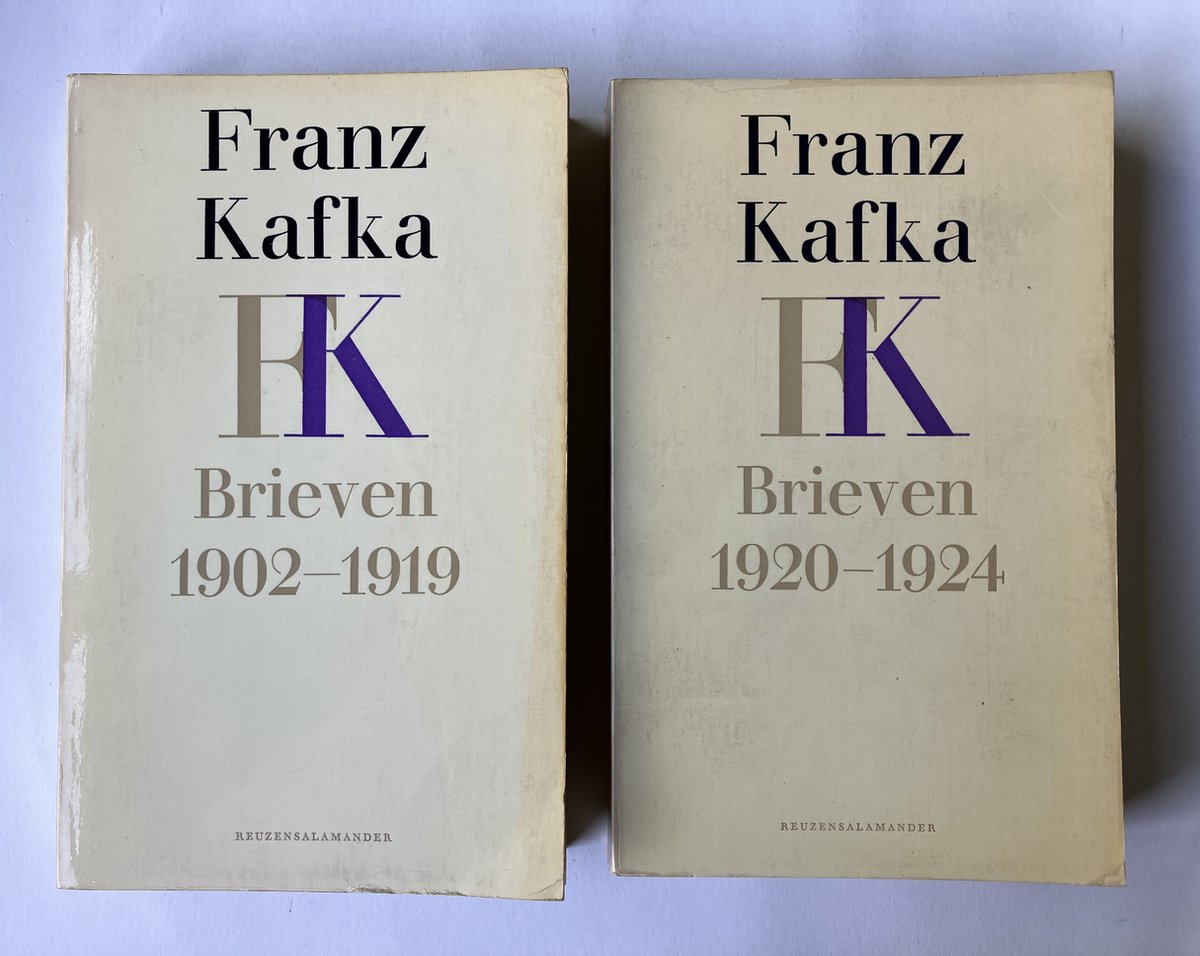 Franz
Kafka
FK
Brieven
1902–1919
REUZENSALAMANDER
Franz
Kafka
FK
Brieven
1920–1924
REUZENSALAMANDER